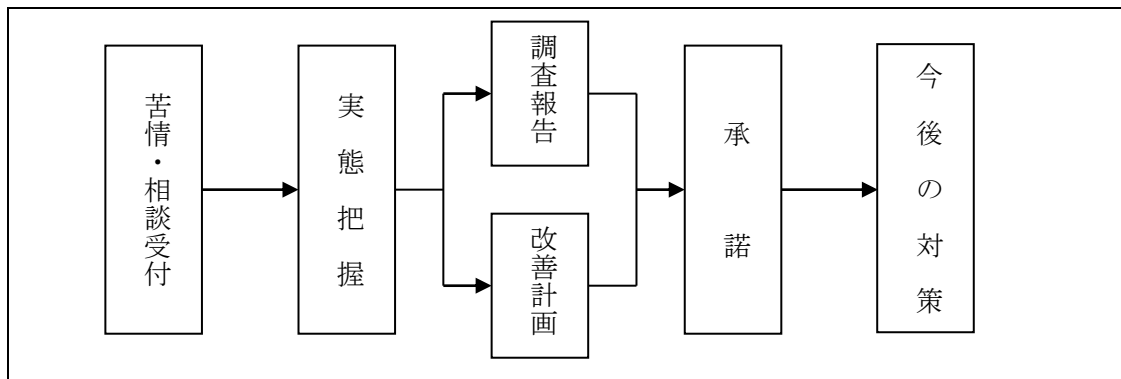 苦情・相談受付
実態把握
調査報告
改善計画
承諾
今後の対策